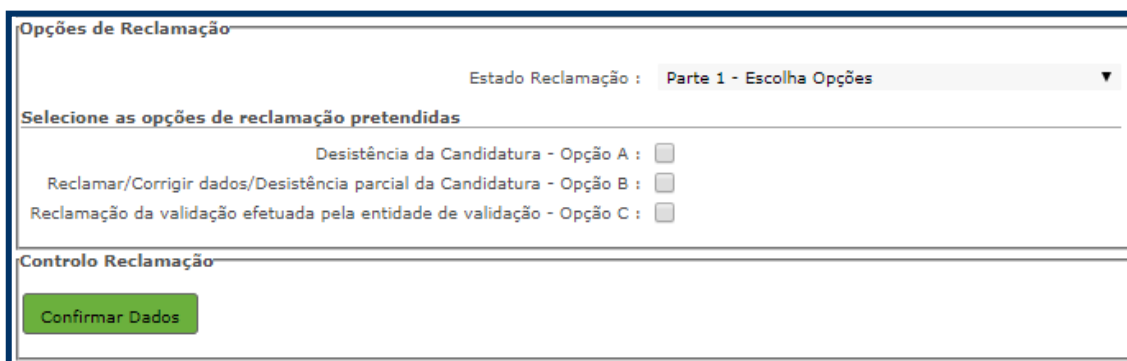 Opções de Reclamação
Estado Reclamação : Parte 1 - Escolha Opções
Selecione as opções de reclamação pretendidas
Desistência da Candidatura - Opção A :
Reclamar/Corrigir dados/Desistência parcial da Candidatura - Opção B :
Reclamação da validação efetuada pela entidade de validação - Opção C :
Controlo Reclamação
Confirmar Dados